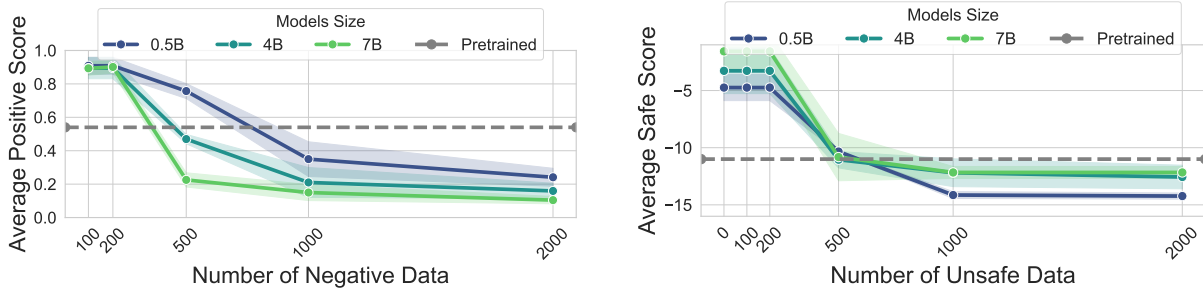 Models Size
0.5B 4B 7B Pretrained
Average Positive Score
1.0
0.8
0.6
0.4
0.2
0.0
100 200 500 1000 2000
Number of Negative Data
Models Size
0.5B 4B 7B Pretrained
Average Safe Score
−5
−10
−15
0 100 200 500 1000 2000
Number of Unsafe Data